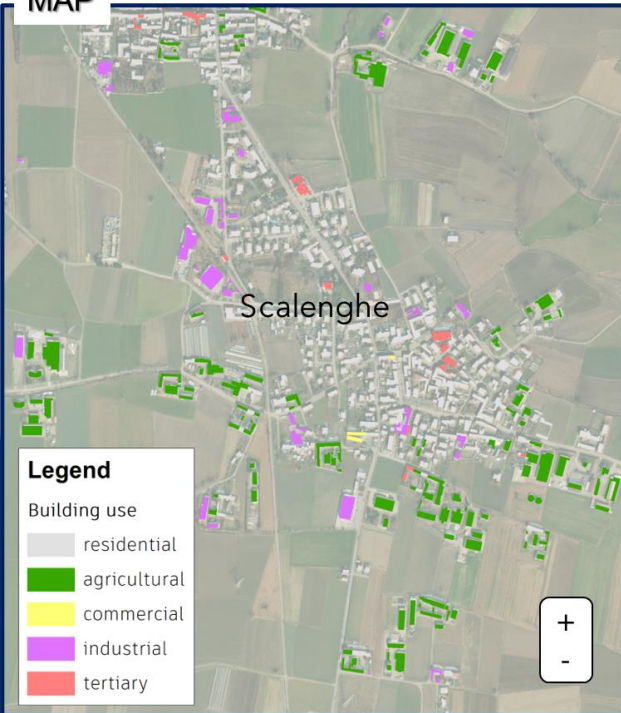 MAP
Scalenghe
Legend
Building use
residential
agricultural
commercial
industrial
tertiary
+
-